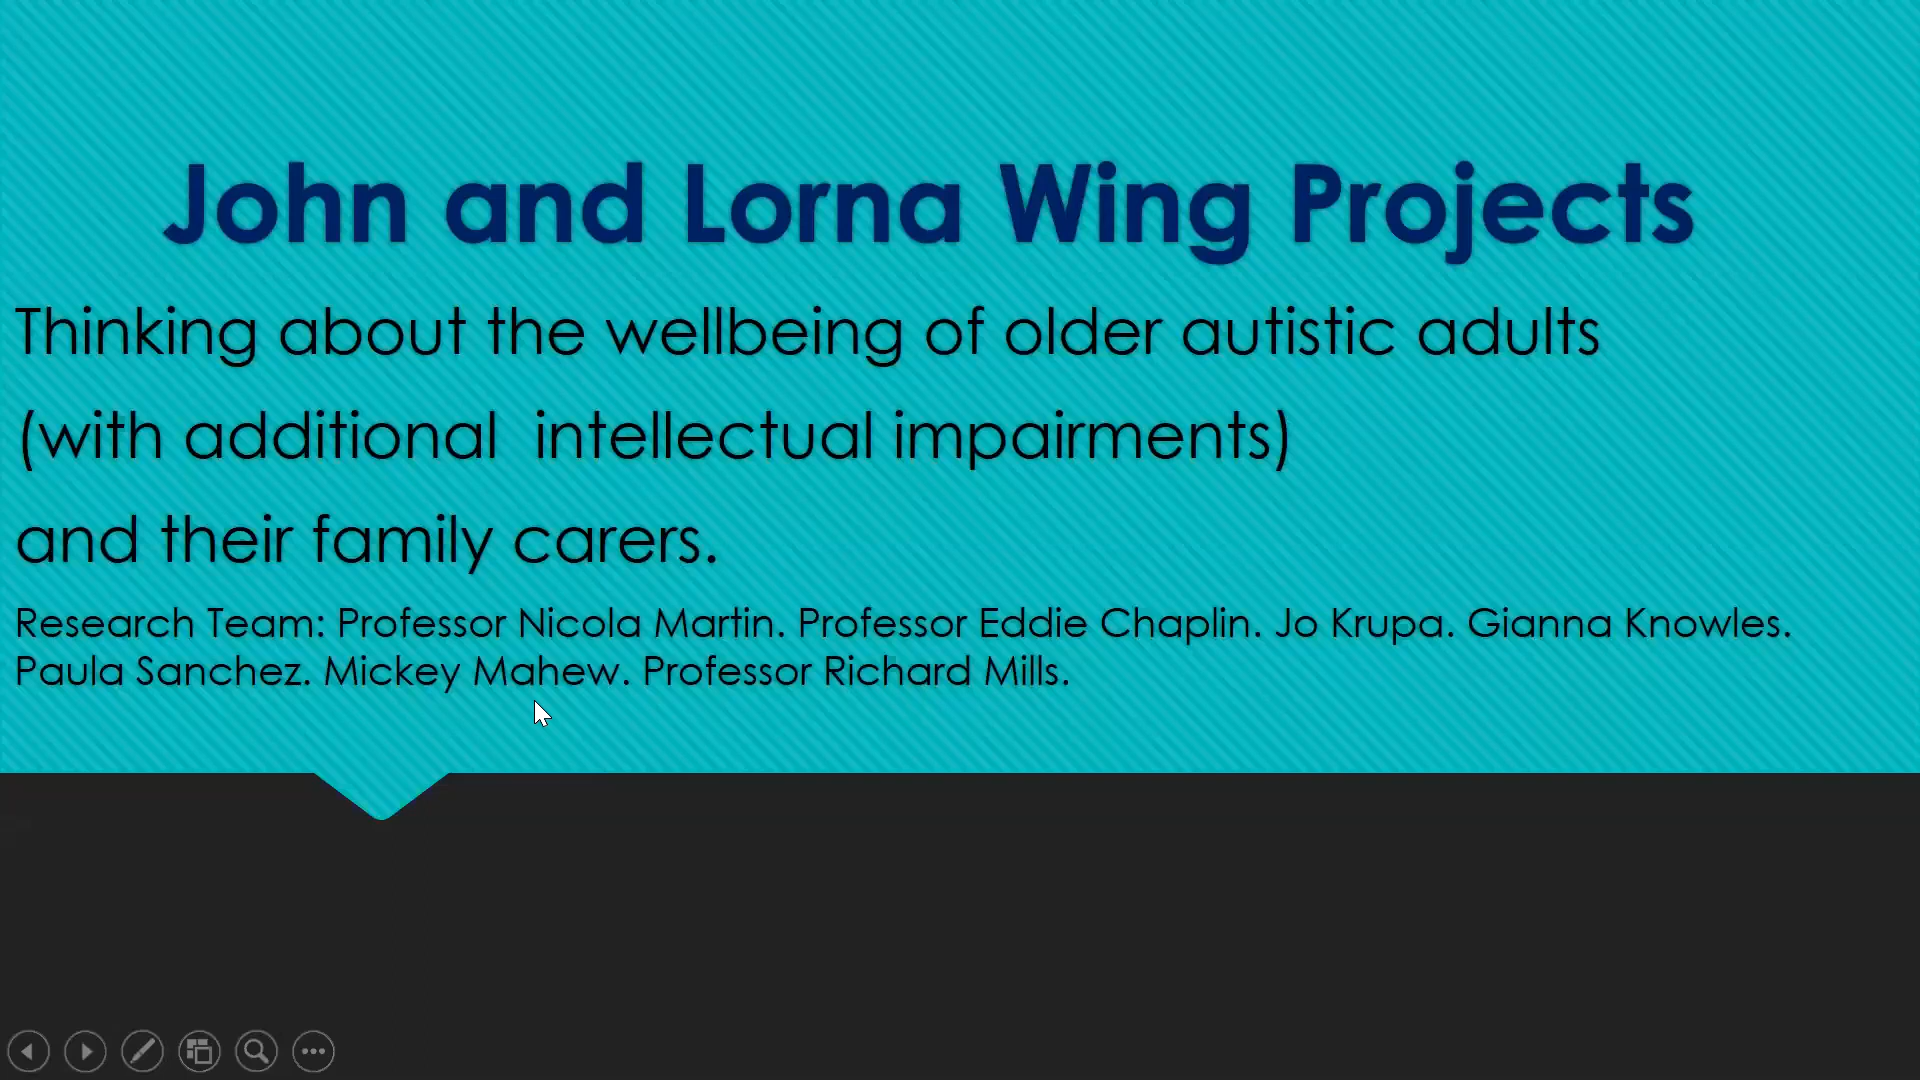 John and Lorna Wing Projects
Thinking about the wellbeing of older autistic adults
(with additional  intellectual impairments)
and their family carers.
Research Team: Professor Nicola Martin. Professor Eddie Chaplin. Jo Krupa. Gianna Knowles.
Paula Sanchez. Mickey Mahew. Professor Richard Mills.